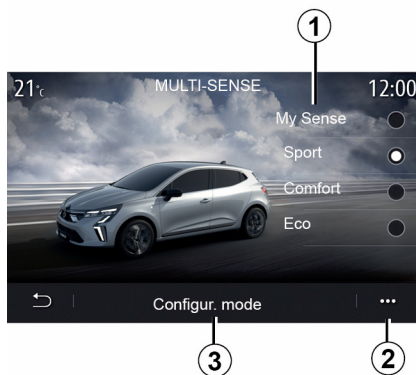 1
21°c MULTI-SENSE 12:00
My Sense
Sport
Comfort
Eco
Configur. mode
3 2